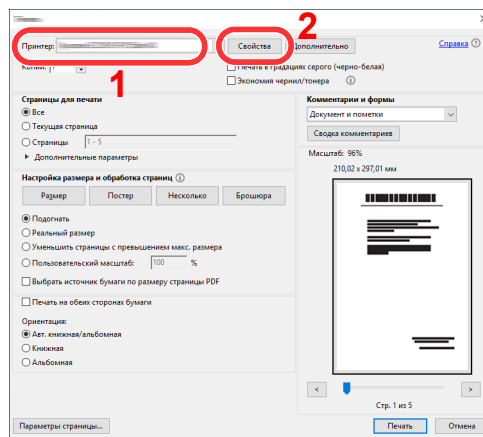 2
Принтер:
Свойства
Дополнительно
Справка
Копии: 1
1
Печать в градациях серого (черно-белая)
Экономия чернил/тонера
Страницы для печати
Все
Текущая страница
Страницы 1 - 5
Дополнительные параметры
Настройка размера и обработка страниц
Размер Постер Несколько Брошюра
Подогнать
Реальный размер
Уменьшить страницы с превышением макс. размера
Пользовательский масштаб: 100 %
Выбрать источник бумаги по размеру страницы PDF
Печать на обеих сторонах бумаги
Ориентация:
Авт. книжная/альбомная
Книжная
Альбомная
Комментарии и формы
Документ и пометки
Сводка комментариев
Масштаб: 96%
210,02 x 297,01 мм
< >
Стр. 1 из 5
Параметры страницы...
Печать
Отмена